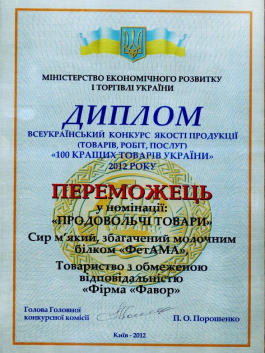 МІНІСТЕРСТВО ЕКОНОМІЧНОГО РОЗВИТКУ
І ТОРГІВЛІ УКРАЇНИ
ДИПЛОМ
ВСЕУКРАЇНСЬКИЙ КОНКУРС ЯКОСТІ ПРОДУКЦІЇ
(ТОВАРІВ, РОБІТ, ПОСЛУГ)
«100 КРАЩИХ ТОВАРІВ УКРАЇНИ»
2012 РОКУ
ПЕРЕМОЖЕЦЬ
у номінації:
«ПРОДОВОЛЬЧІ ТОВАРИ»
Сир м'який, збагачений молочним
білком «ФетАМА»,
Товариство з обмеженою
відповідальністю
«Фірма «Фавор»
Голова Головної
конкурсної комісії П. О. Порошенко
Київ - 2012